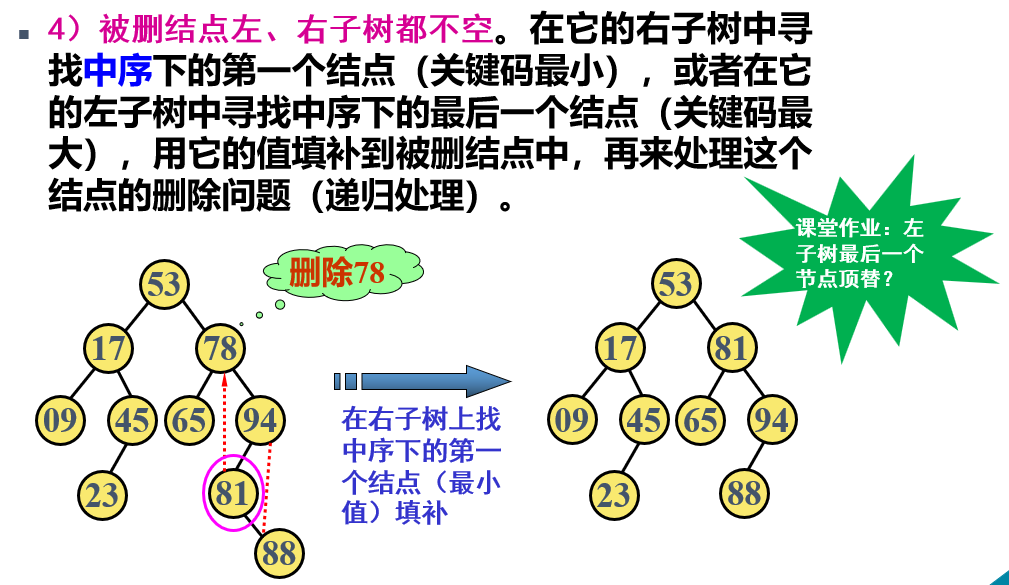 4）被删结点左、右子树都不空。在它的右子树中寻
找中序下的第一个结点（关键码最小），或者在它
的左子树中寻找中序下的最后一个结点（关键码最
大），用它的值填补到被删结点中，再来处理这个
结点的删除问题（递归处理）。
课堂作业：左
子树最后一个
节点顶替？
删除78
53
17 78
09 45 65 94
23 81
88
在右子树上找
中序下的第一
个结点（最小
值）填补
53
17 81
09 45 65 94
23 88